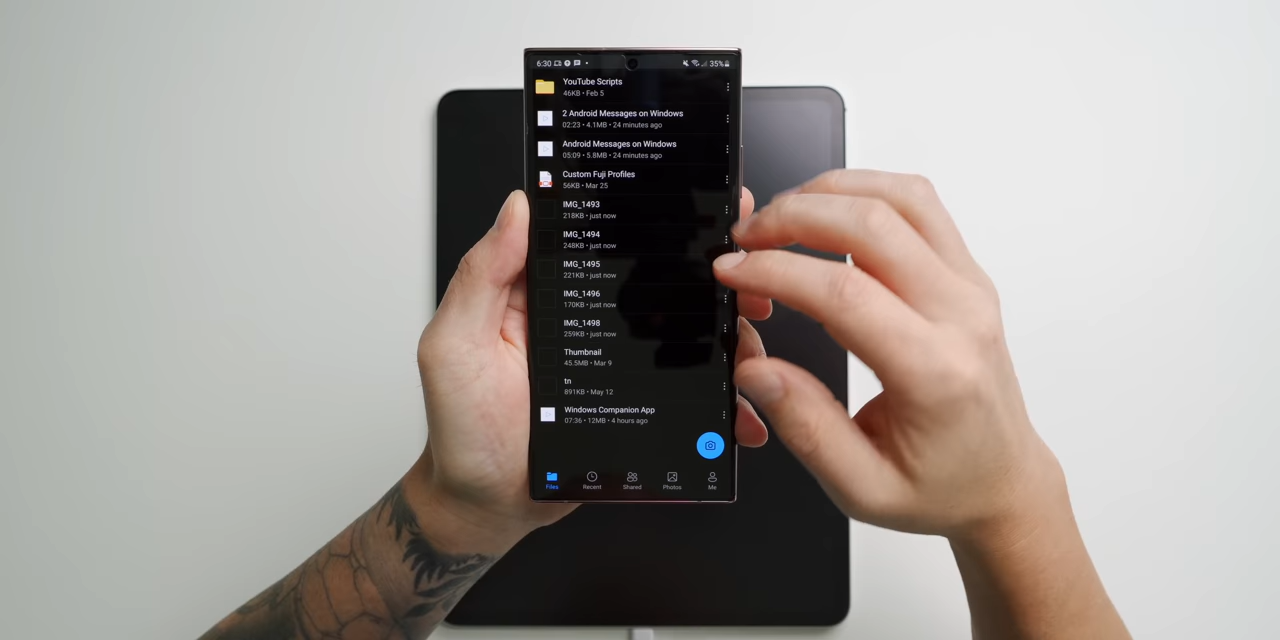 6:30 35%
YouTube Scripts
46KB • Feb 5
2 Android Messages on Windows
02:23 • 4.1MB • 24 minutes ago
Android Messages on Windows
05:09 • 5.8MB • 24 minutes ago
Custom Fuji Profiles
56KB • Mar 25
IMG_1493
218KB • just now
IMG_1494
248KB • just now
IMG_1495
221KB • just now
IMG_1496
170KB • just now
IMG_1498
259KB • just now
Thumbnail
45.5MB • Mar 9
tn
891KB • May 12
Windows Companion App
07:36 • 12MB • 4 hours ago
Files Recent Shared Photos Me